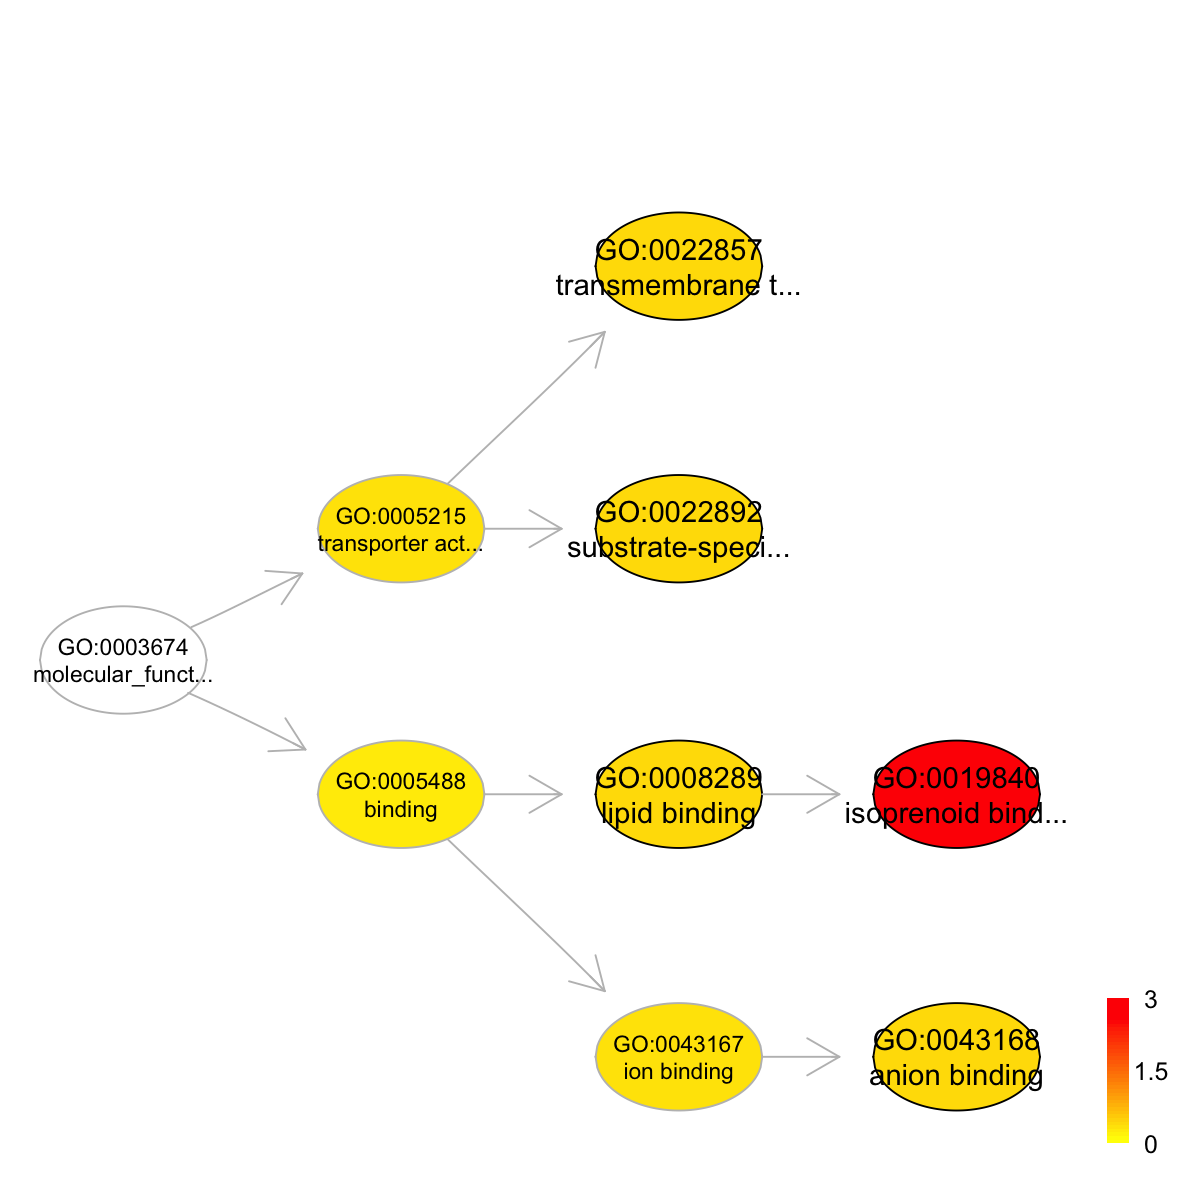 GO:0022857
transmembrane t...
GO:0005215
transporter act...
GO:0022892
substrate-speci...
GO:0003674
molecular_funct...
GO:0005488
binding
GO:0008289
lipid binding
GO:0019840
isoprenoid bind...
GO:0043167
ion binding
GO:0043168
anion binding
3
1.5
0